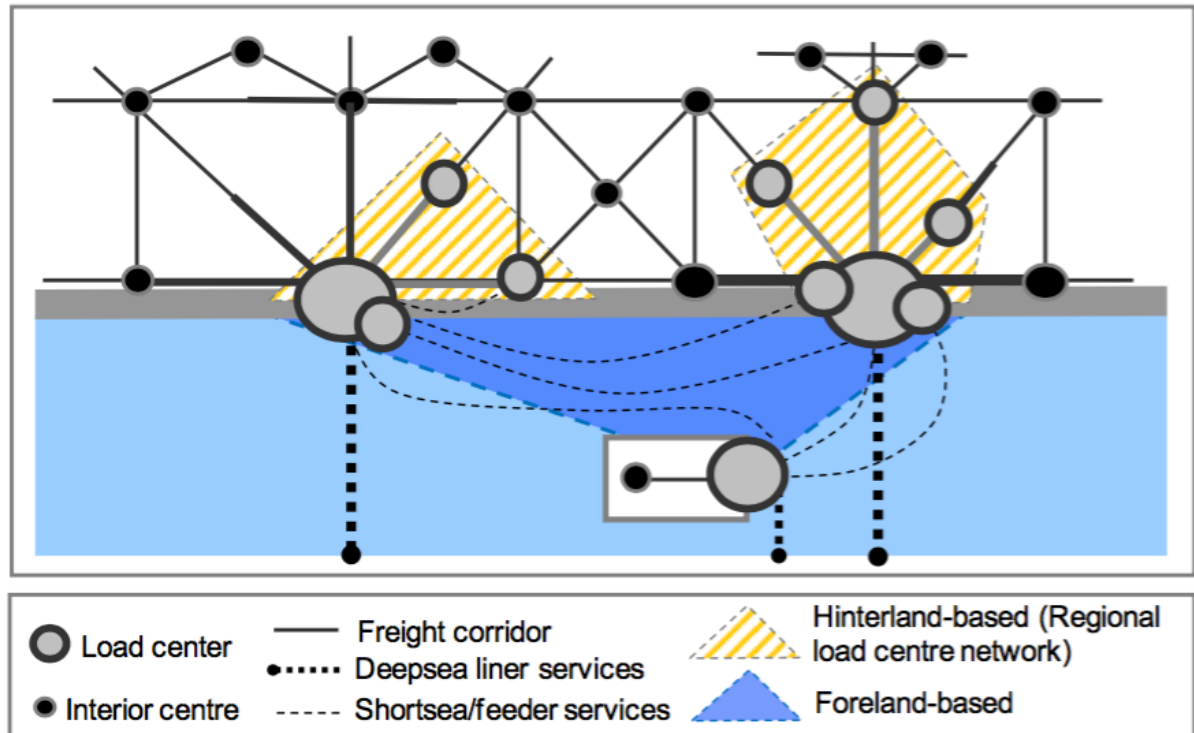 Load center
Interior centre
Freight corridor
Deepsea liner services
Shortsea/feeder services
Hinterland-based (Regional
load centre network)
Foreland-based